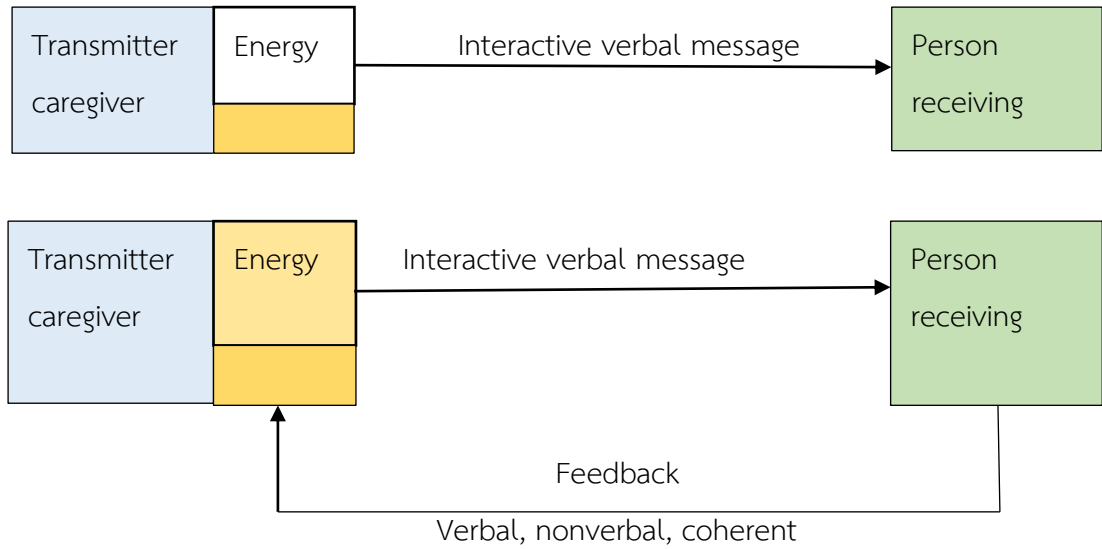 Transmitter
caregiver
Energy
Interactive verbal message
Person
receiving
Transmitter
caregiver
Energy
Interactive verbal message
Person
receiving
Feedback
Verbal, nonverbal, coherent